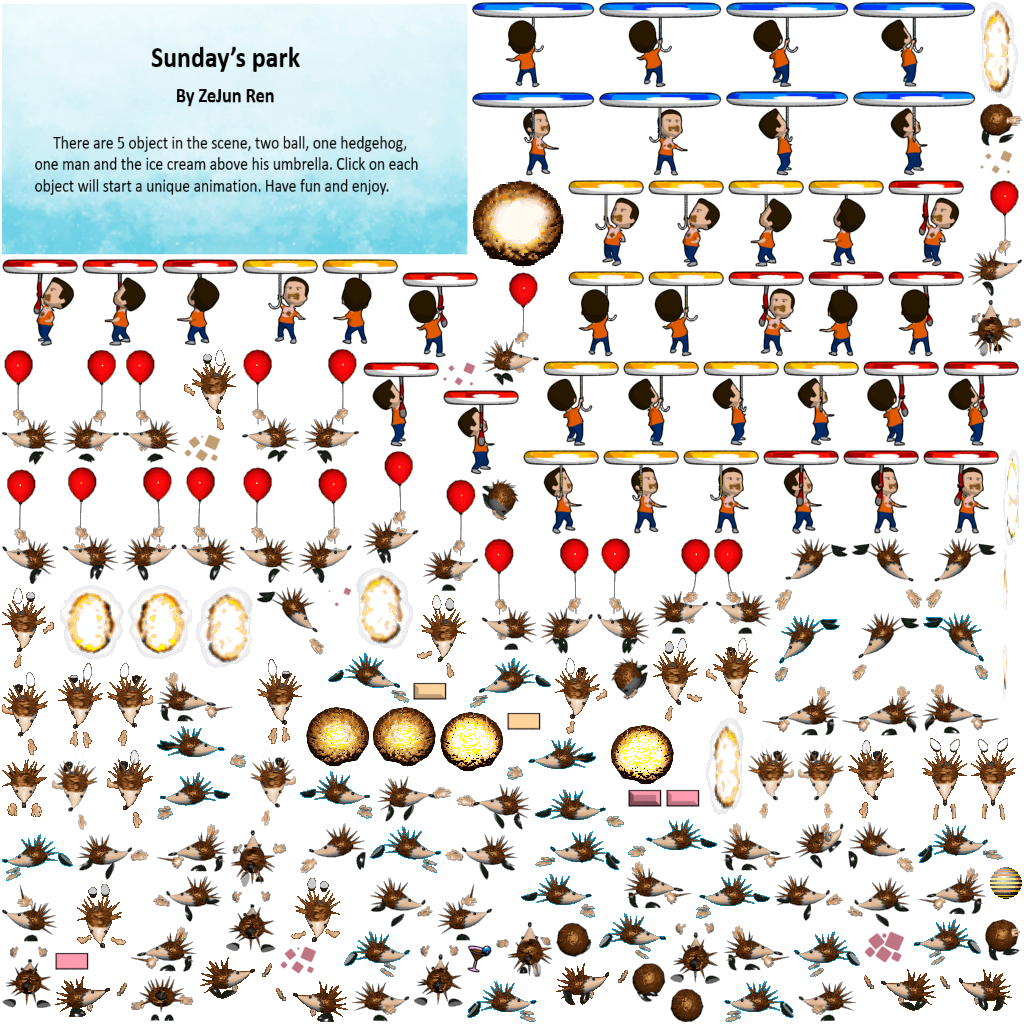 Sunday’s park
By ZeJun Ren
There are 5 object in the scene, two ball, one hedgehog,
one man and the ice cream above his umbrella. Click on each
object will start a unique animation. Have fun and enjoy.